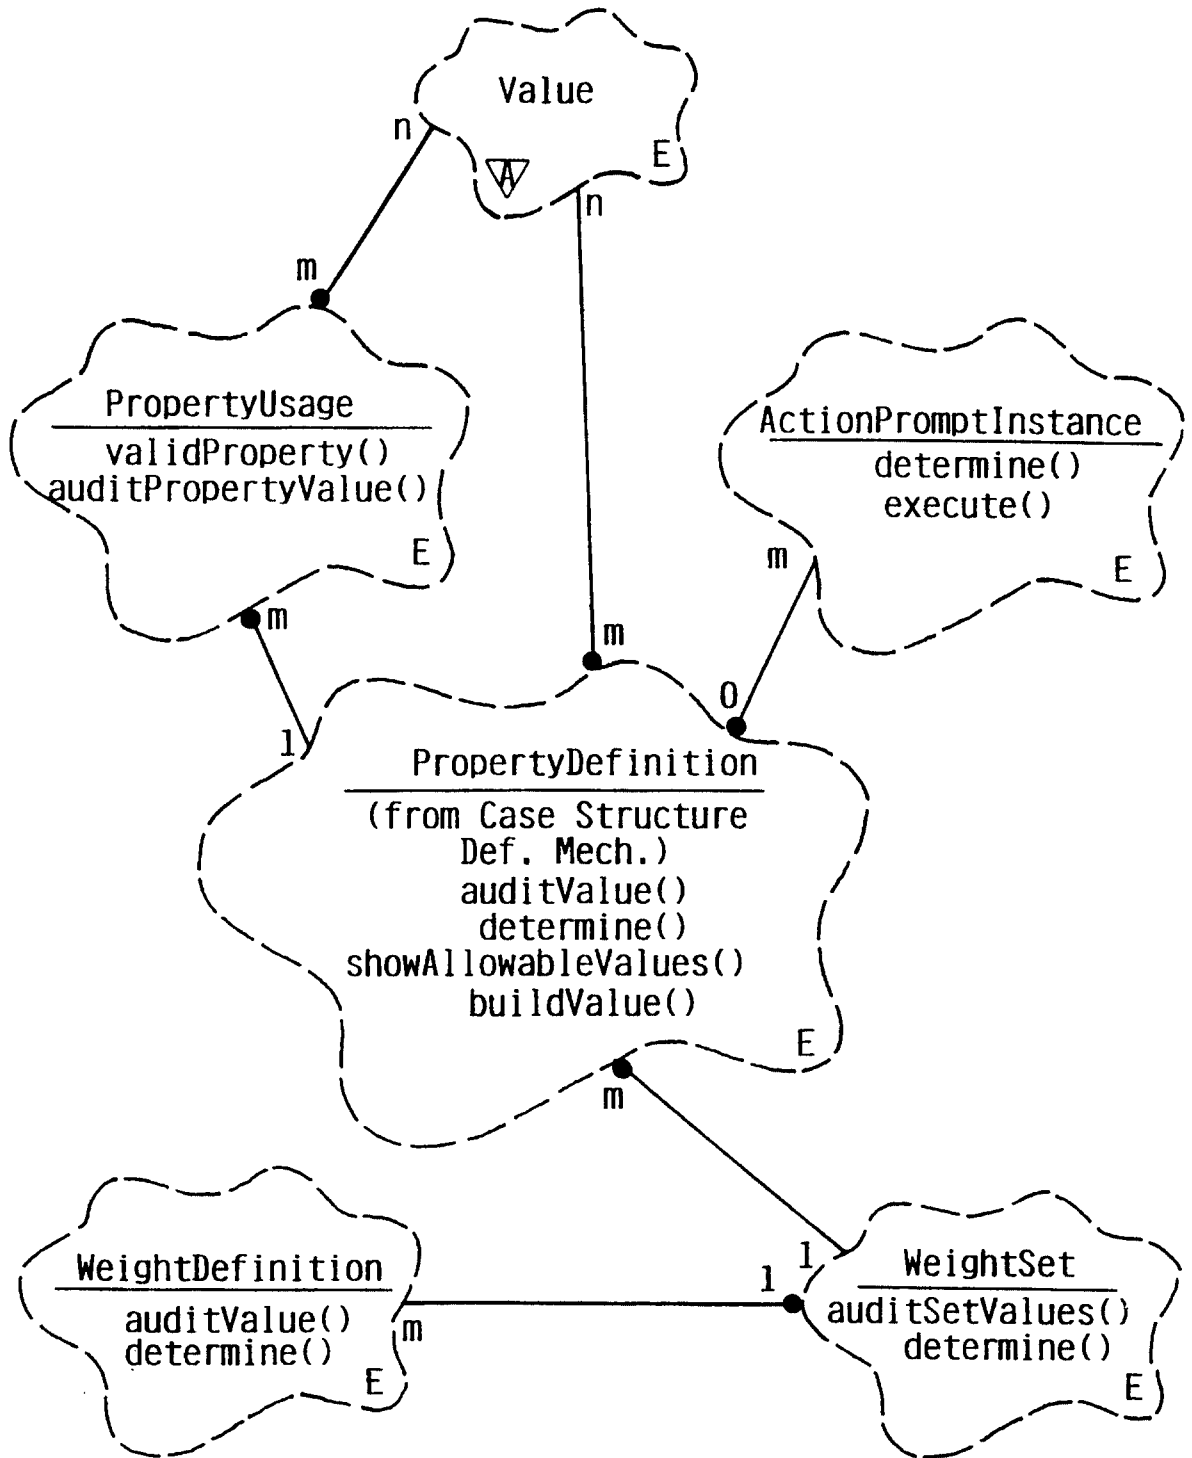 Value
n
A
E
n
m
PropertyUsage
validProperty()
auditPropertyValue()
E
m
ActionPromptInstance
determine()
execute()
m
E
m
0
1
PropertyDefinition
(from Case Structure
Def. Mech.)
auditValue()
determine()
showAllowableValues()
buildValue()
E
m
WeightDefinition
auditValue()
determine()
E
m
1
1
WeightSet
auditSetValues()
determine()
E